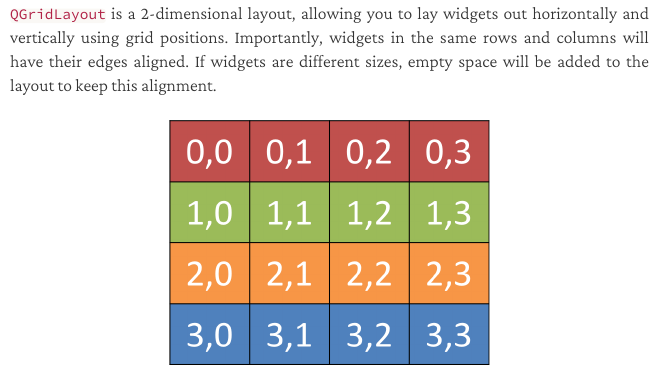 QGridLayout is a 2-dimensional layout, allowing you to lay widgets out horizontally and
vertically using grid positions. Importantly, widgets in the same rows and columns will
have their edges aligned. If widgets are different sizes, empty space will be added to the
layout to keep this alignment.
0,0 0,1 0,2 0,3
1,0 1,1 1,2 1,3
2,0 2,1 2,2 2,3
3,0 3,1 3,2 3,3